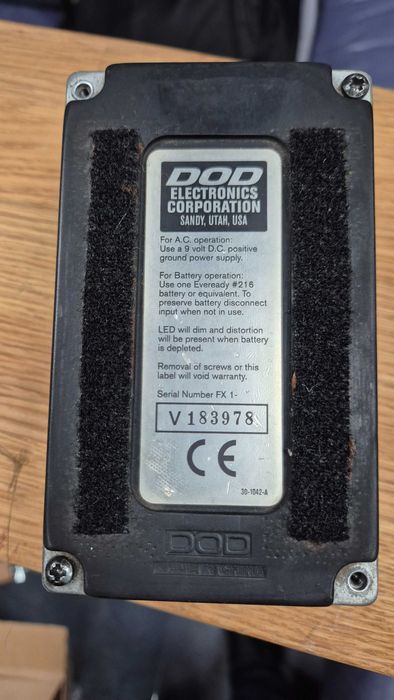 DOD
ELECTRONICS
CORPORATION
SANDY, UTAH, USA
For A.C. operation:
Use a 9 volt D.C. positive
ground power supply.
For Battery operation:
Use one Eveready #216
battery or equivalent. To
preserve battery disconnect
input when not in use.
LED will dim and distortion
will be present when battery
is depleted.
Removal of screws or this
label will void warranty.
Serial Number FX 1-
V 183978
CE
30-1042-A
DOD